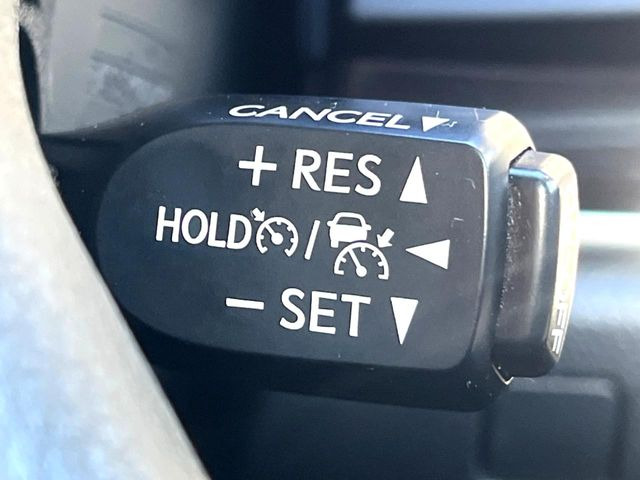 CANCEL
+ RES
HOLD /
- SET